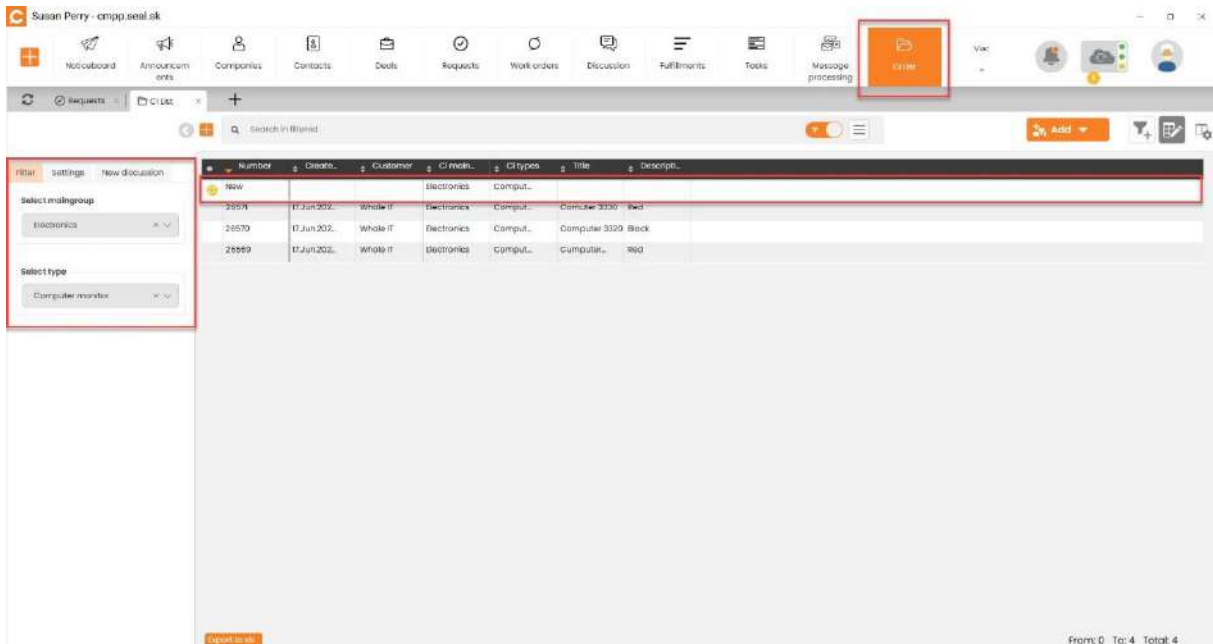 C Susan Perry - cmpp.seal.sk
Noticeboard
Announcem
ents
Companies
Contacts
Deals
Requests
Work orders
Discussion
Fulfillments
Tasks
Message
processing
CI List
Viac
Requests
CI List
Search in filtered
Add
Filter Settings New discussion
Select maingroup
Electronics
Select type
Computer monitor
Number Create.. Customer CI main.. CI types Title Descripti..
New Electronics Comput..
26571 17.Jun 202.. Whole IT Electronics Comput.. Comuter 3330 Red
26570 17.Jun 202.. Whole IT Electronics Comput.. Computer 3320 Black
26569 17.Jun 202.. Whole IT Electronics Comput.. Red
Export to xls
From: 0 To: 4 Total: 4